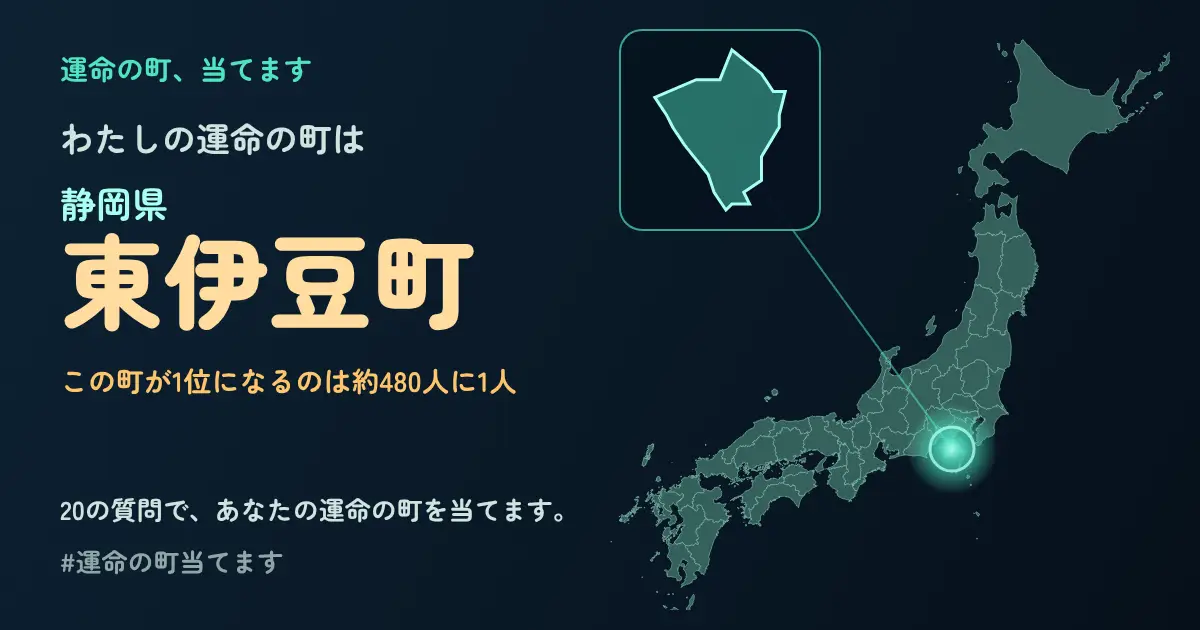 運命の町、当てます
わたしの運命の町は
静岡県
東伊豆町
この町が1位になるのは約480人に1人
20の質問で、あなたの運命の町を当てます。
#運命の町当てます